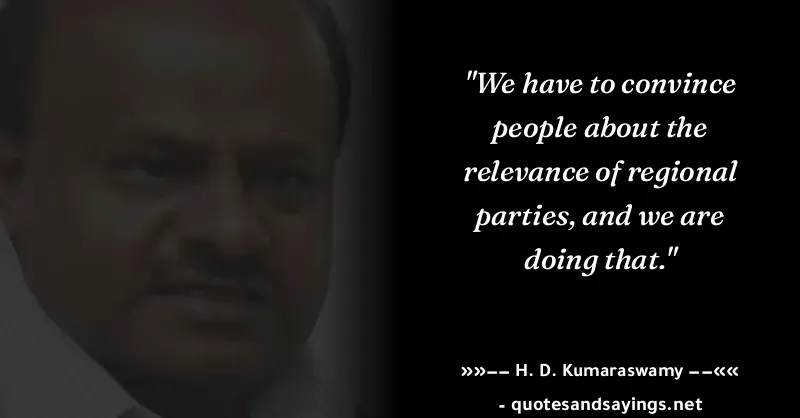 "We have to convince
people about the
relevance of regional
parties, and we are
doing that."
»»−− H. D. Kumaraswamy −−««
- quotesandsayings.net